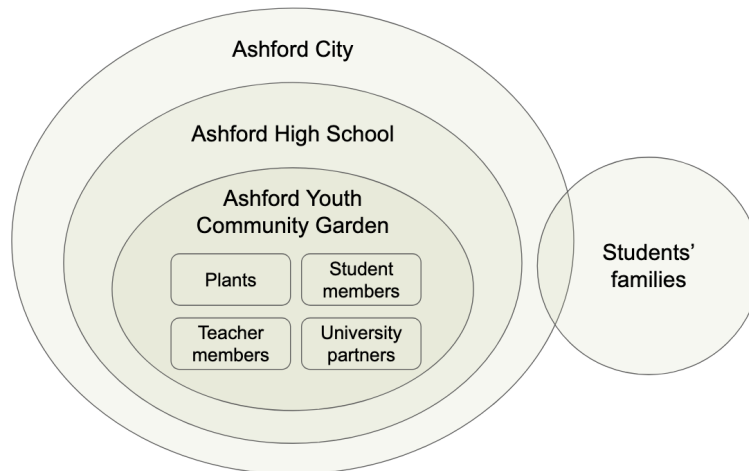 Ashford City
Ashford High School
Ashford Youth
Community Garden
Plants
Student
members
Teacher
members
University
partners
Students’
families